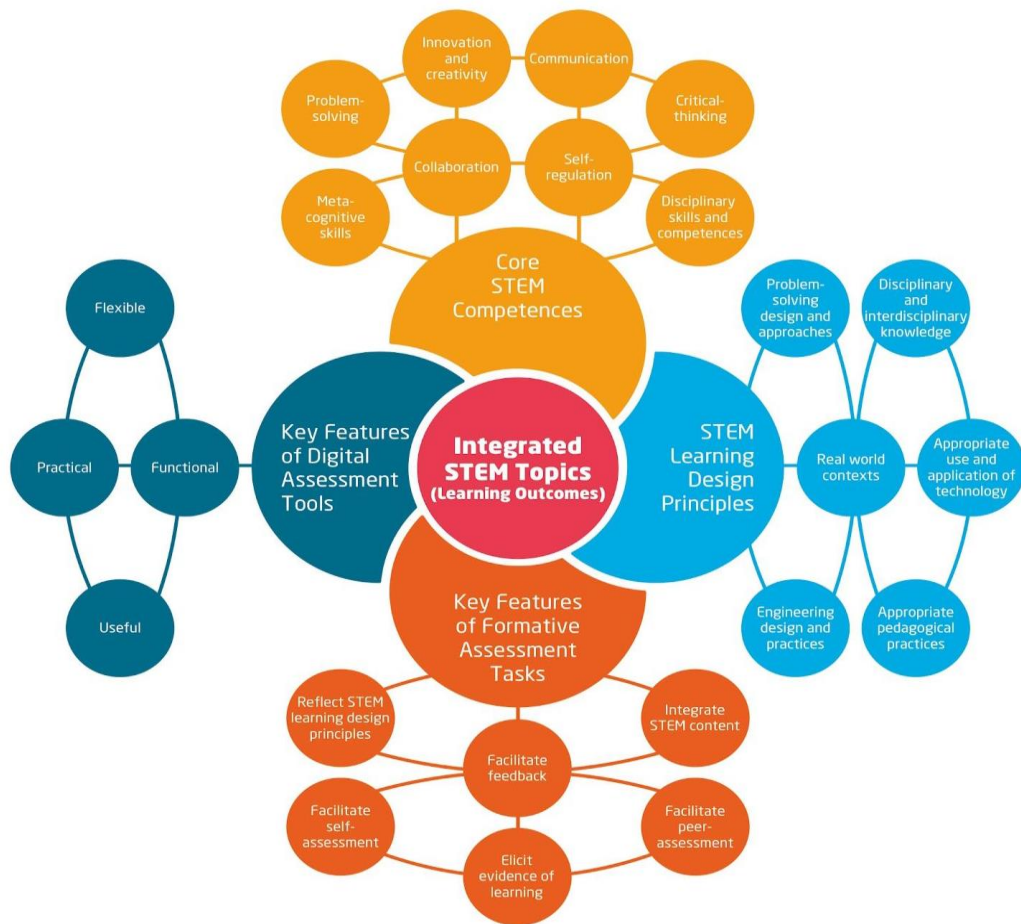 Innovation
and
creativity
Communication
Problem-
solving
Critical-
thinking
Collaboration
Self-
regulation
Meta-
cognitive
skills
Disciplinary
skills and
competences
Core
STEM
Competences
Flexible
Practical
Functional
Useful
Key Features
of Digital
Assessment
Tools
Integrated
STEM Topics
(Learning Outcomes)
STEM
Learning
Design
Principles
Problem-
solving
design and
approaches
Disciplinary
and
interdisciplinary
knowledge
Real world
contexts
Appropriate
use and
application of
technology
Engineering
design and
practices
Appropriate
pedagogical
practices
Key Features
of Formative
Assessment
Tasks
Reflect STEM
learning design
principles
Integrate
STEM content
Facilitate
feedback
Facilitate
self-
assessment
Facilitate
peer-
assessment
Elicit
evidence of
learning